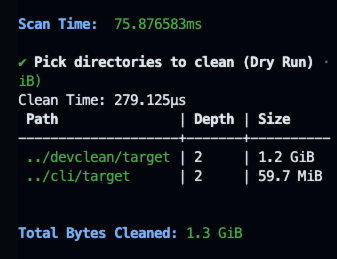 Scan Time: 75.876583ms
✔ Pick directories to clean (Dry Run) ·
iB)
Clean Time: 279.125µs
Path | Depth | Size
--------------------+-------+----------
../devclean/target | 2 | 1.2 GiB
../cli/target | 2 | 59.7 MiB
Total Bytes Cleaned: 1.3 GiB